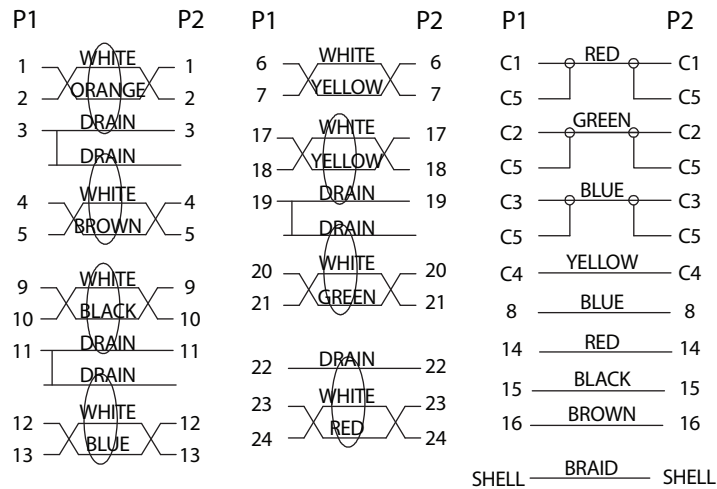 P1 P2
1 WHITE 1
2 ORANGE 2
3 DRAIN 3
DRAIN
4 WHITE 4
5 BROWN 5
9 WHITE 9
10 BLACK 10
11 DRAIN 11
DRAIN
12 WHITE 12
13 BLUE 13
P1 P2
6 WHITE 6
7 YELLOW 7
17 WHITE 17
18 YELLOW 18
19 DRAIN 19
DRAIN
20 WHITE 20
21 GREEN 21
22 DRAIN 22
23 WHITE 23
24 RED 24
P1 P2
C1 RED C1
C5 C5
C2 GREEN C2
C5 C5
C3 BLUE C3
C5 C5
C4 YELLOW C4
8 BLUE 8
14 RED 14
15 BLACK 15
16 BROWN 16
SHELL BRAID SHELL